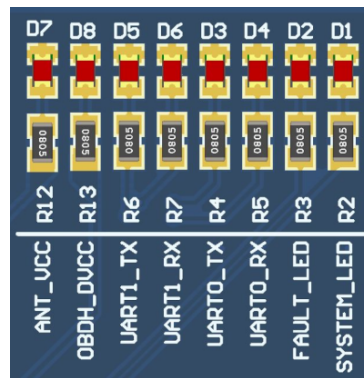 D7 D8 D5 D6 D3 D4 D2 D1
0805 0805 0805 0805 0805 0805 0805 0805
R12 R13 R6 R7 R4 R5 R3 R2
ANT_VCC OBDH_DVCC UART1_TX UART1_RX UART0_TX UART0_RX FAULT_LED SYSTEM_LED